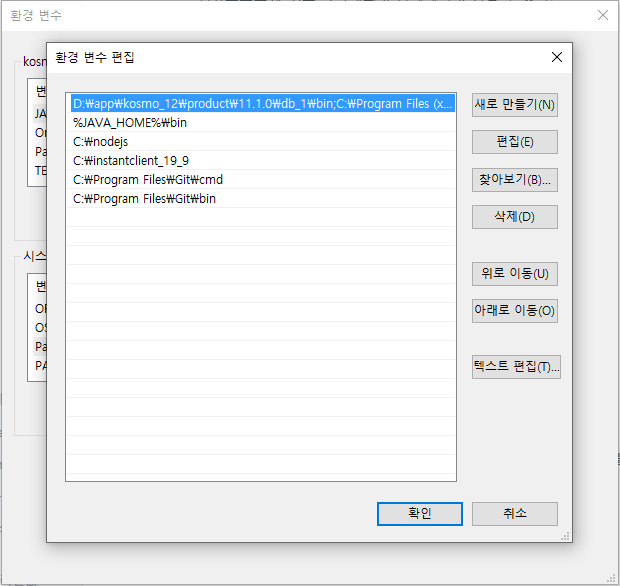 환경 변수
kosm
환경 변수 편집
변
JA
Or
Pa
TE
시스
변
OF
OS
Pa
PA
D:₩app₩kosmo_12₩product₩11.1.0₩db_1₩bin;C:₩Program Files (x...
%JAVA_HOME%₩bin
C:₩nodejs
C:₩instantclient_19_9
C:₩Program Files₩Git₩cmd
C:₩Program Files₩Git₩bin
새로 만들기(N)
편집(E)
찾아보기(B)...
삭제(D)
위로 이동(U)
아래로 이동(O)
텍스트 편집(T)...
확인
취소